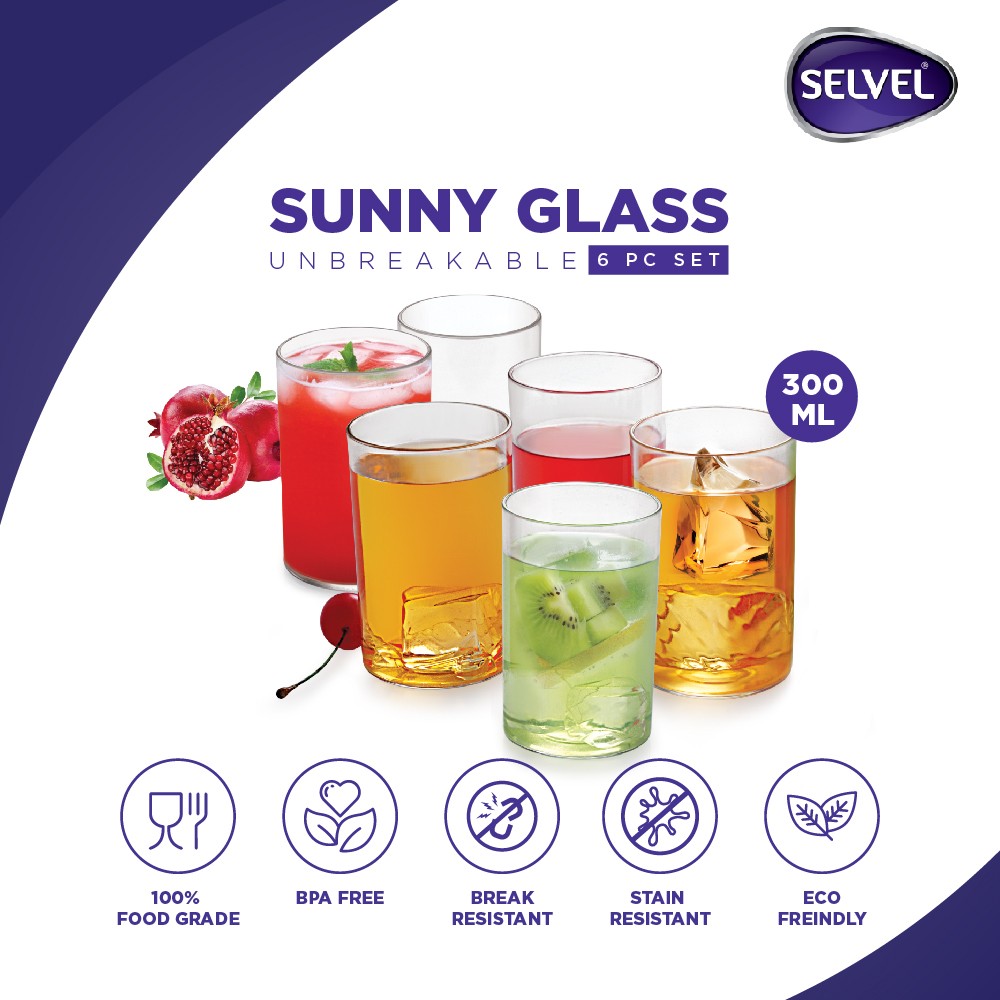 SELVEL®
SUNNY GLASS
UNBREAKABLE 6 PC SET
300
ML
100%
FOOD GRADE
BPA FREE
BREAK
RESISTANT
STAIN
RESISTANT
ECO
FREINDLY